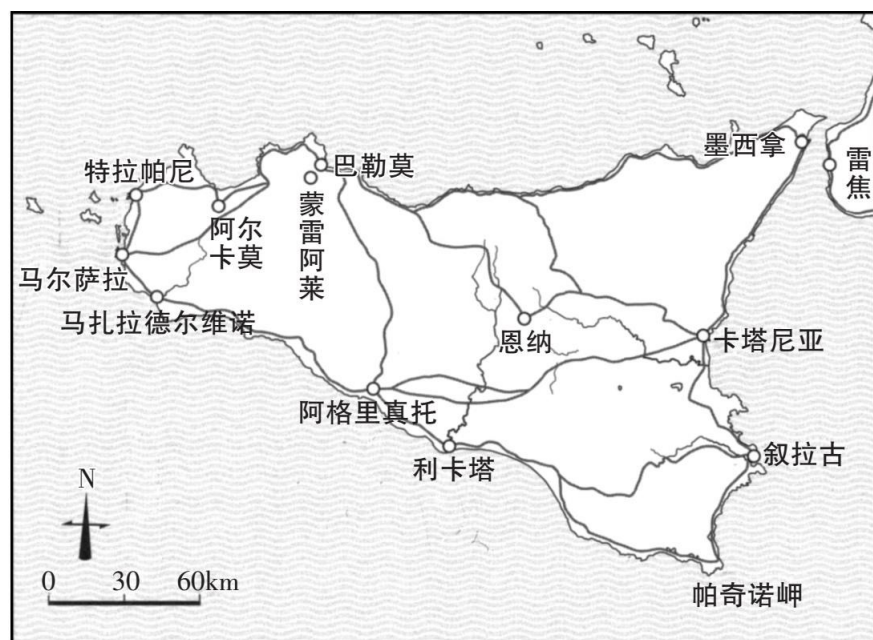 墨西拿
雷焦
巴勒莫
特拉帕尼
蒙雷阿莱
阿尔卡莫
马尔萨拉
马扎拉德尔维诺
恩纳
卡塔尼亚
阿格里真托
利卡塔
叙拉古
N
0 30 60km
帕奇诺岬